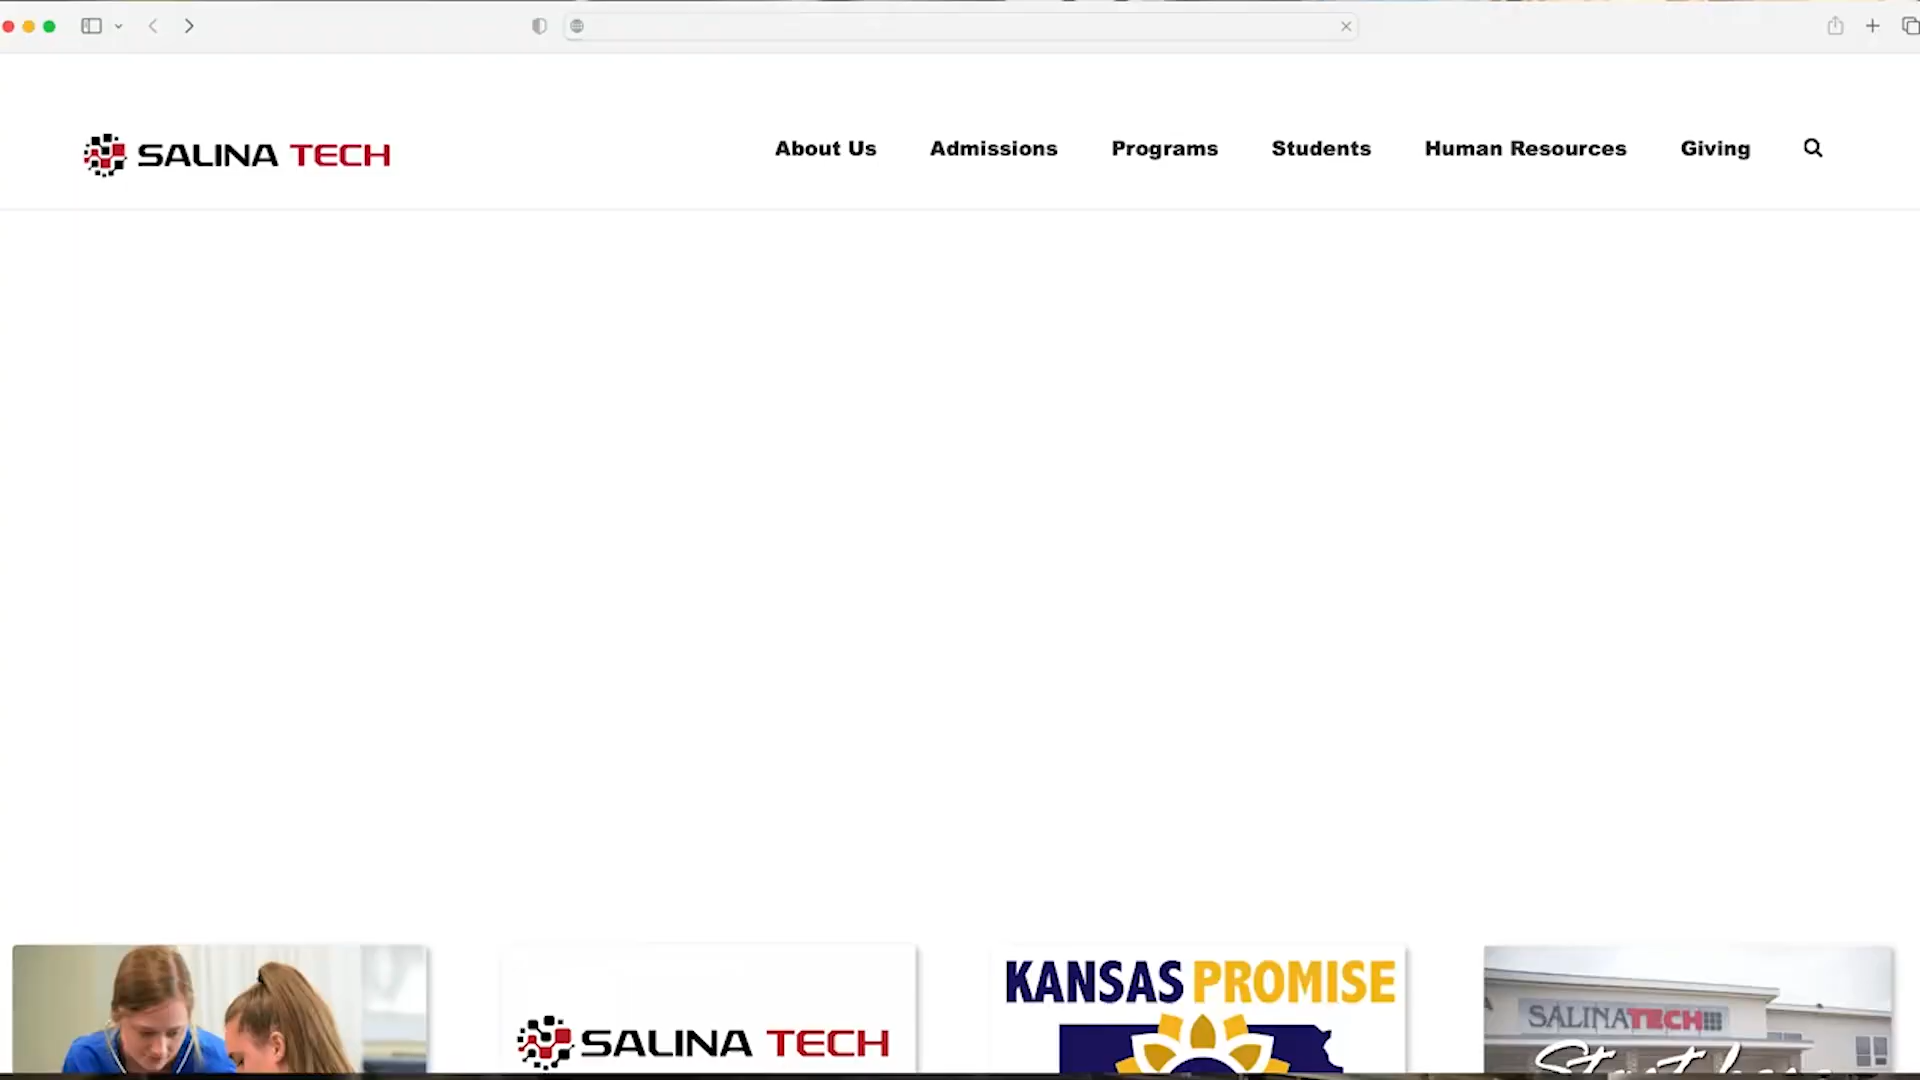 SALINA TECH
About Us
Admissions
Programs
Students
Human Resources
Giving
SALINA TECH
KANSAS PROMISE
SALINATECH